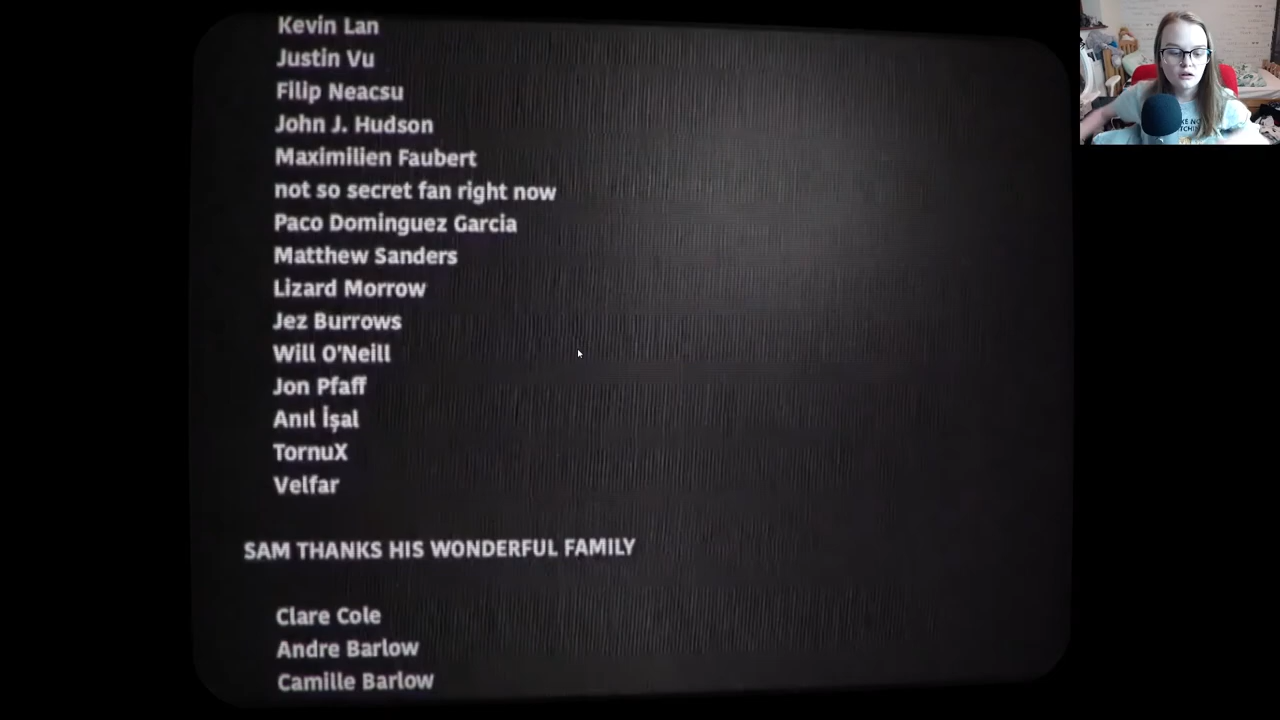 Kevin Lan
Justin Vu
Filip Neacsu
John J. Hudson
Maximilien Faubert
not so secret fan right now
Paco Dominguez Garcia
Matthew Sanders
Lizard Morrow
Jez Burrows
Will O'Neill
Jon Pfaff
Anıl İşal
TornuX
Velfar
SAM THANKS HIS WONDERFUL FAMILY
Clare Cole
Andre Barlow
Camille Barlow